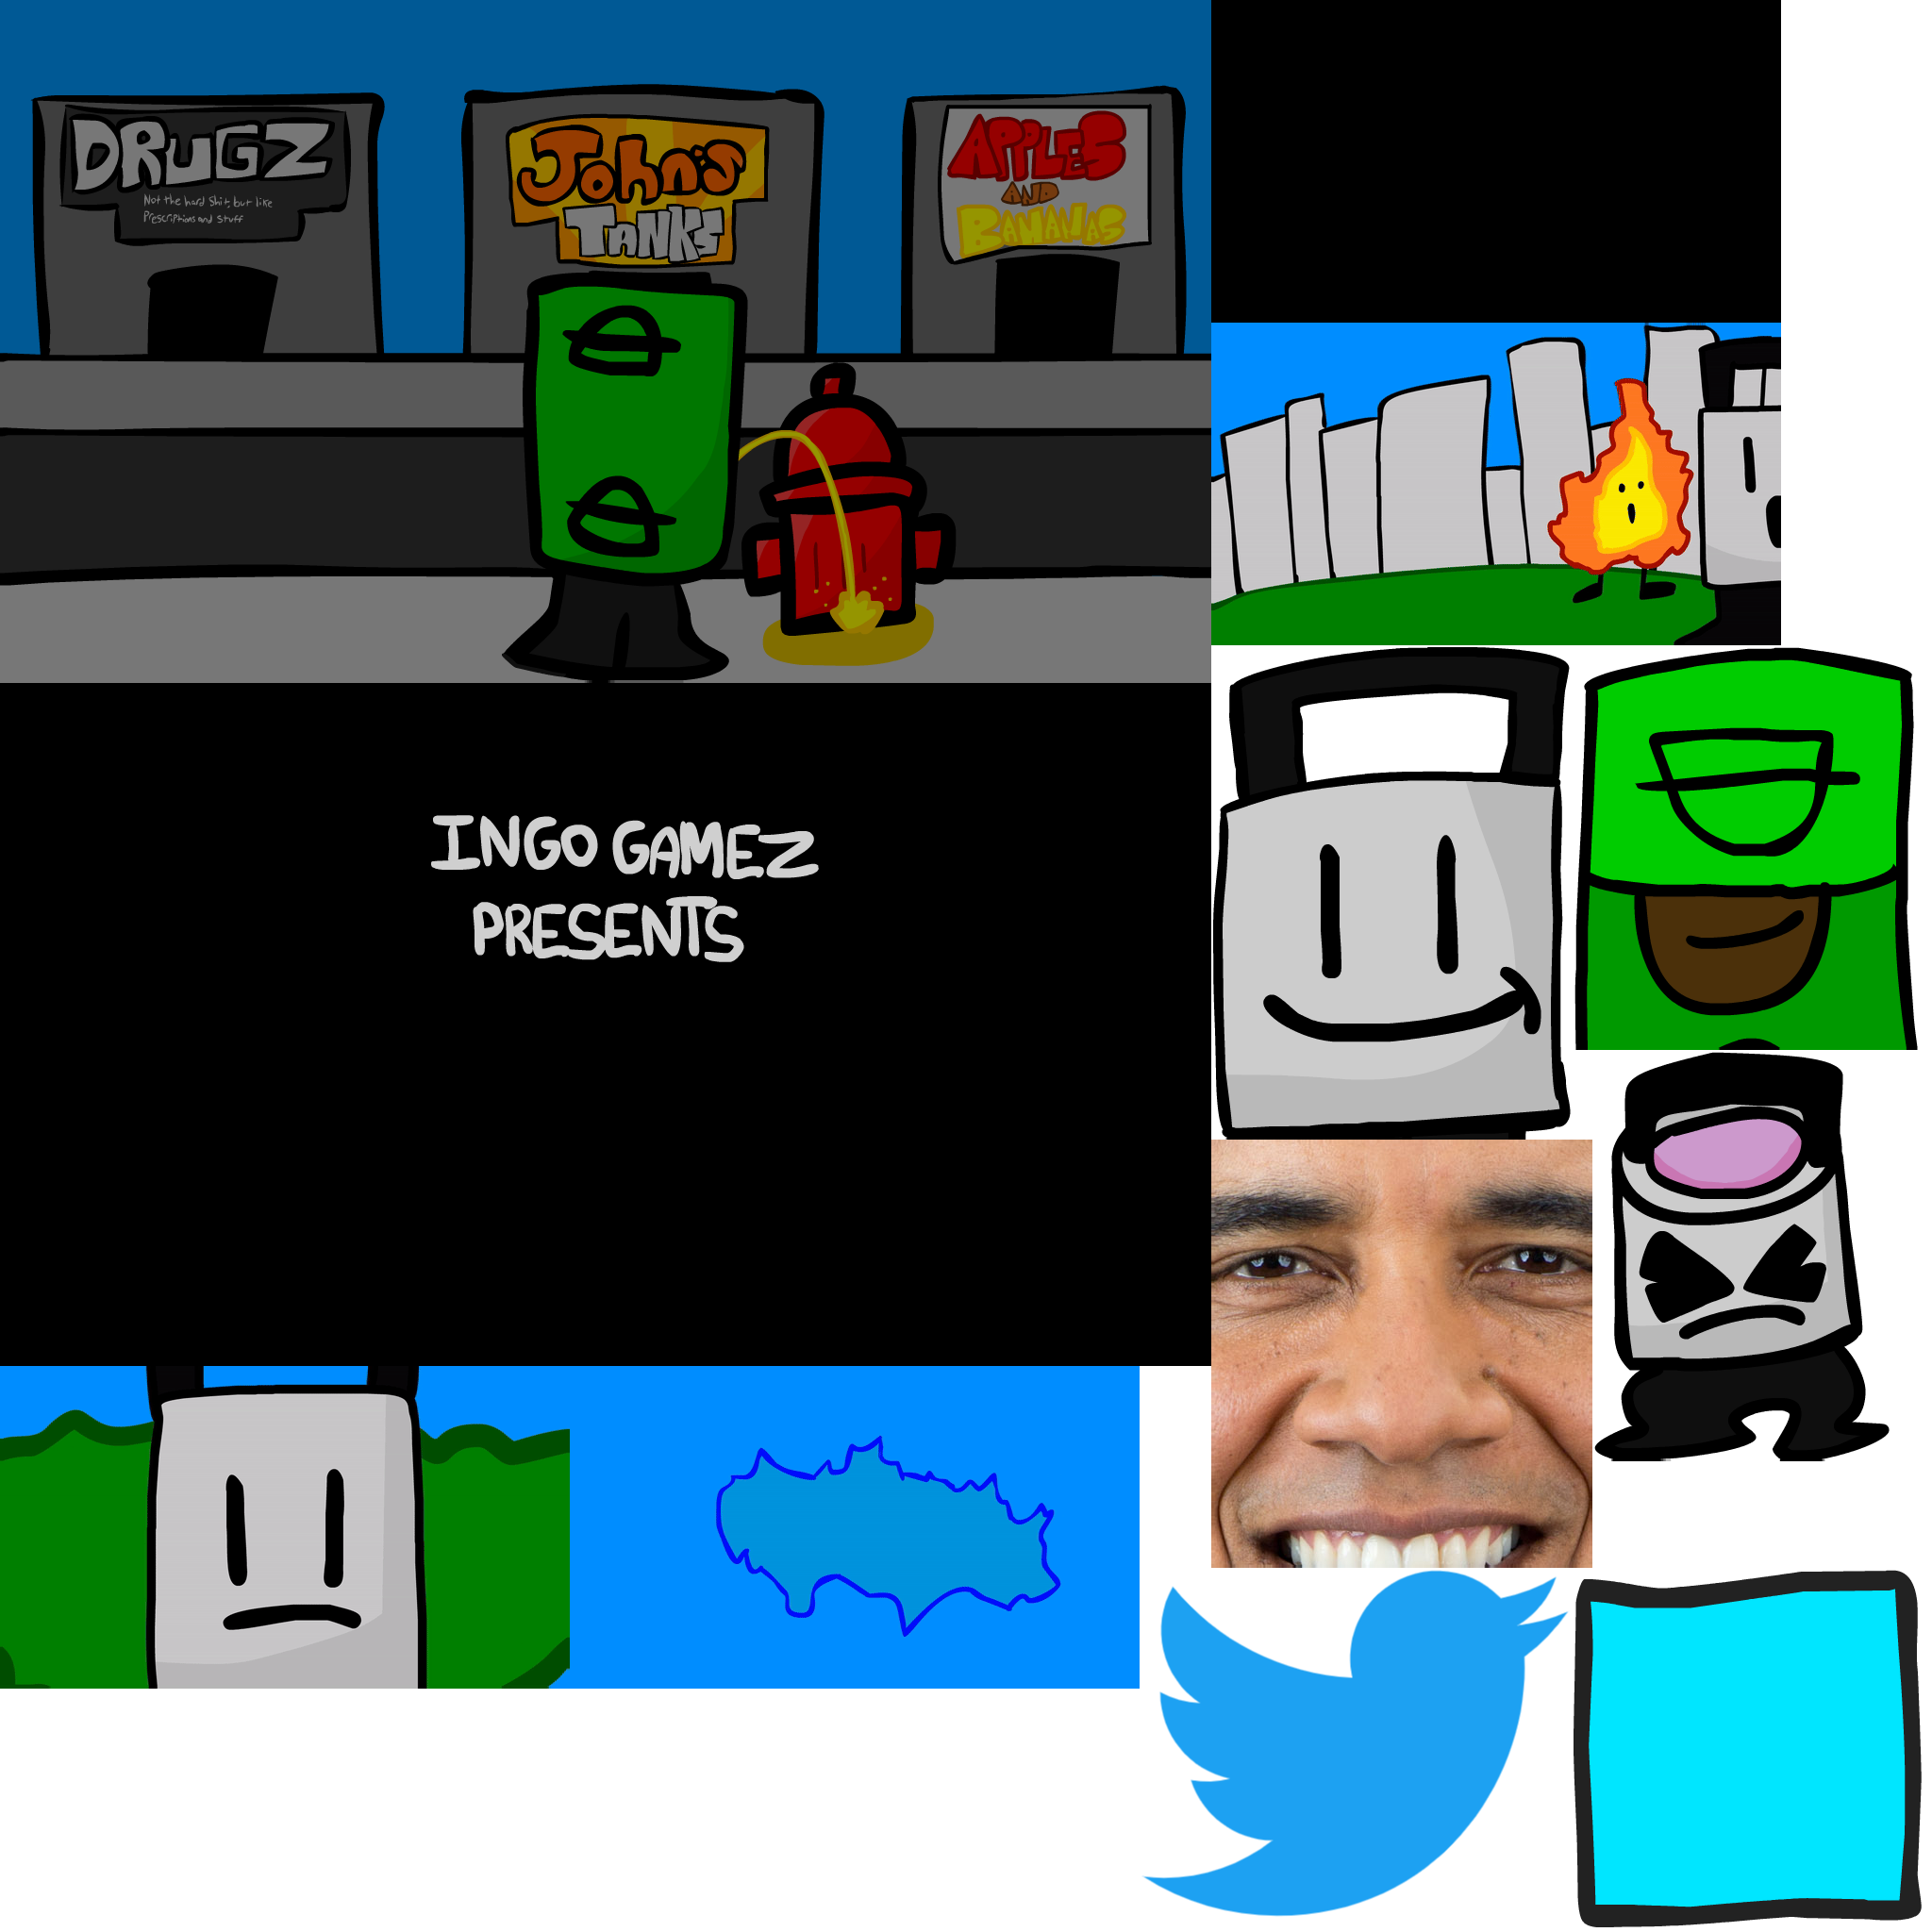 DRUGZ
Not the hard shit, but like
Prescriptions and stuff
John's
TANKS
APPLES
AND
BANANAS
INGO GAMEZ
PRESENTS